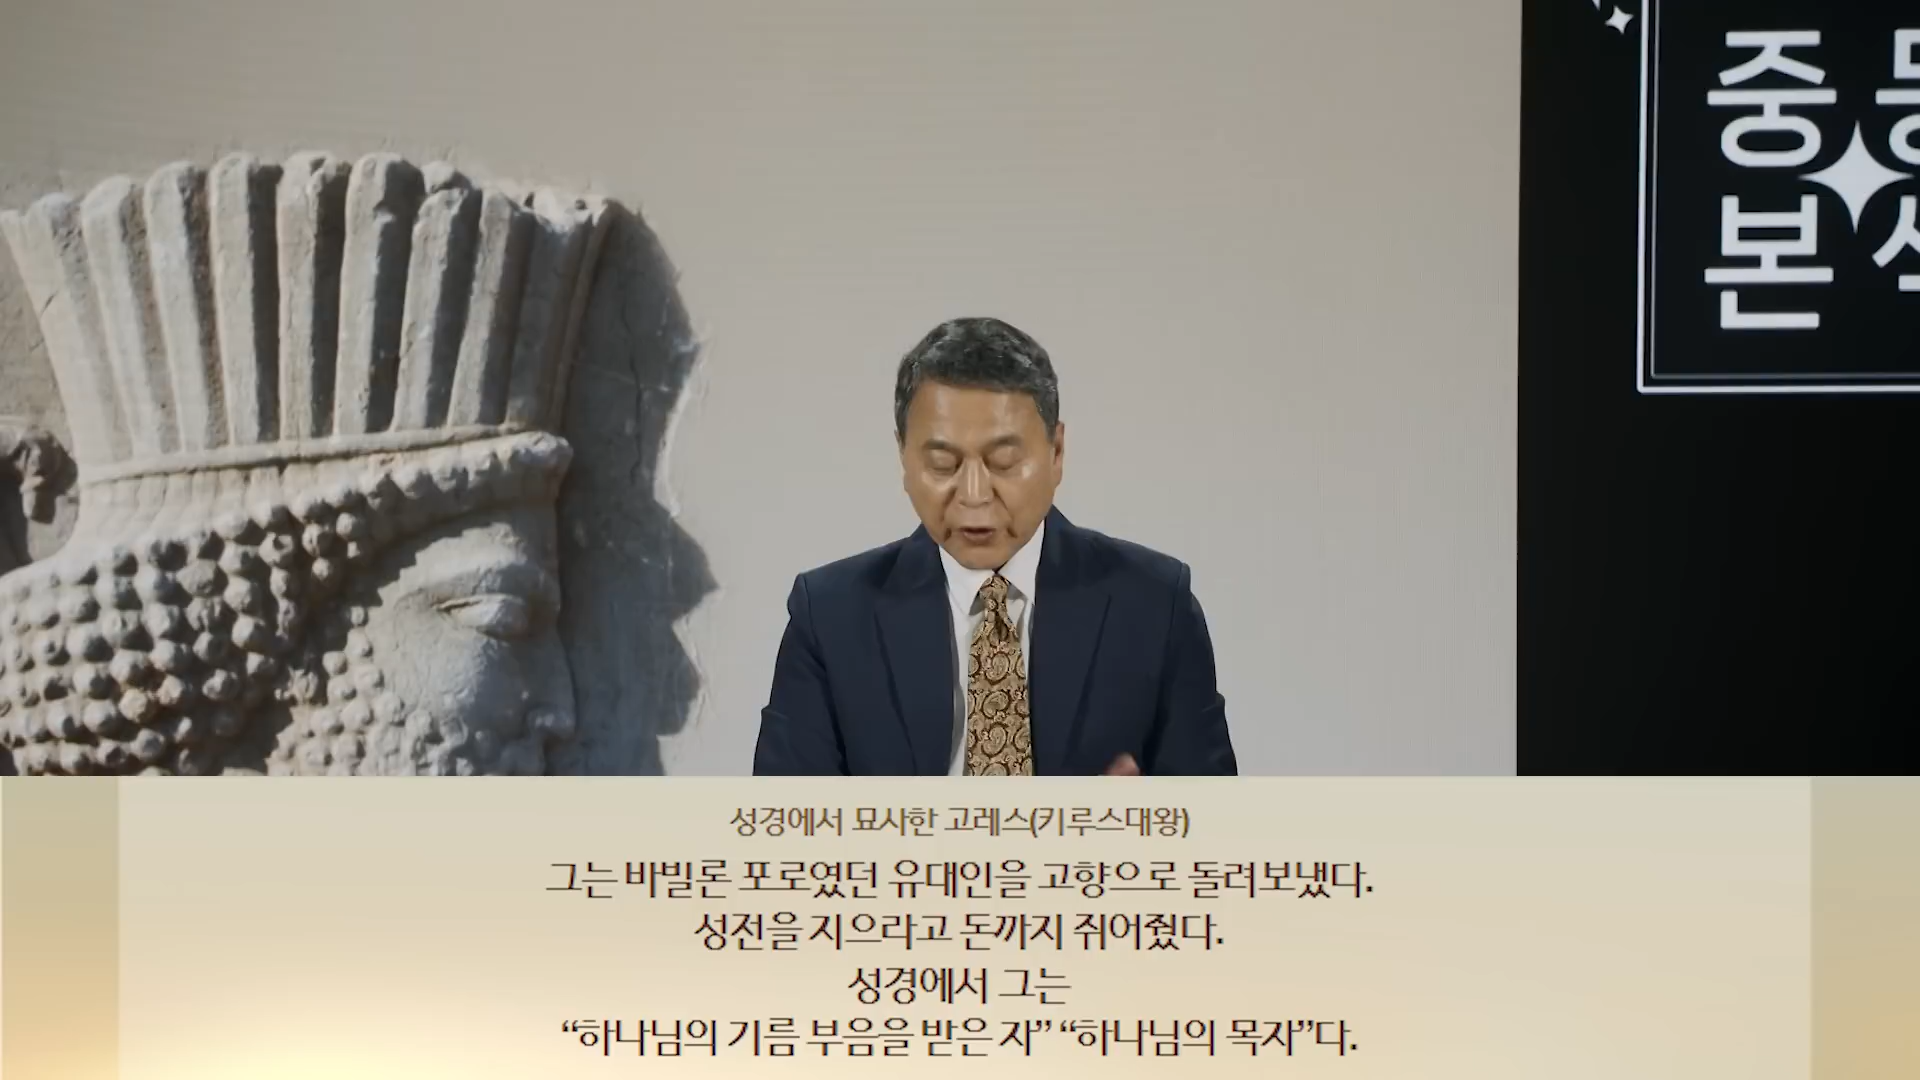 중
본
성경에서 묘사한 고레스(키루스대왕)
그는 바빌론 포로였던 유대인을 고향으로 돌려보냈다.
성전을 지으라고 돈까지 쥐어줬다.
성경에서 그는
“하나님의 기름 부음을 받은 자” “하나님의 목자”다.